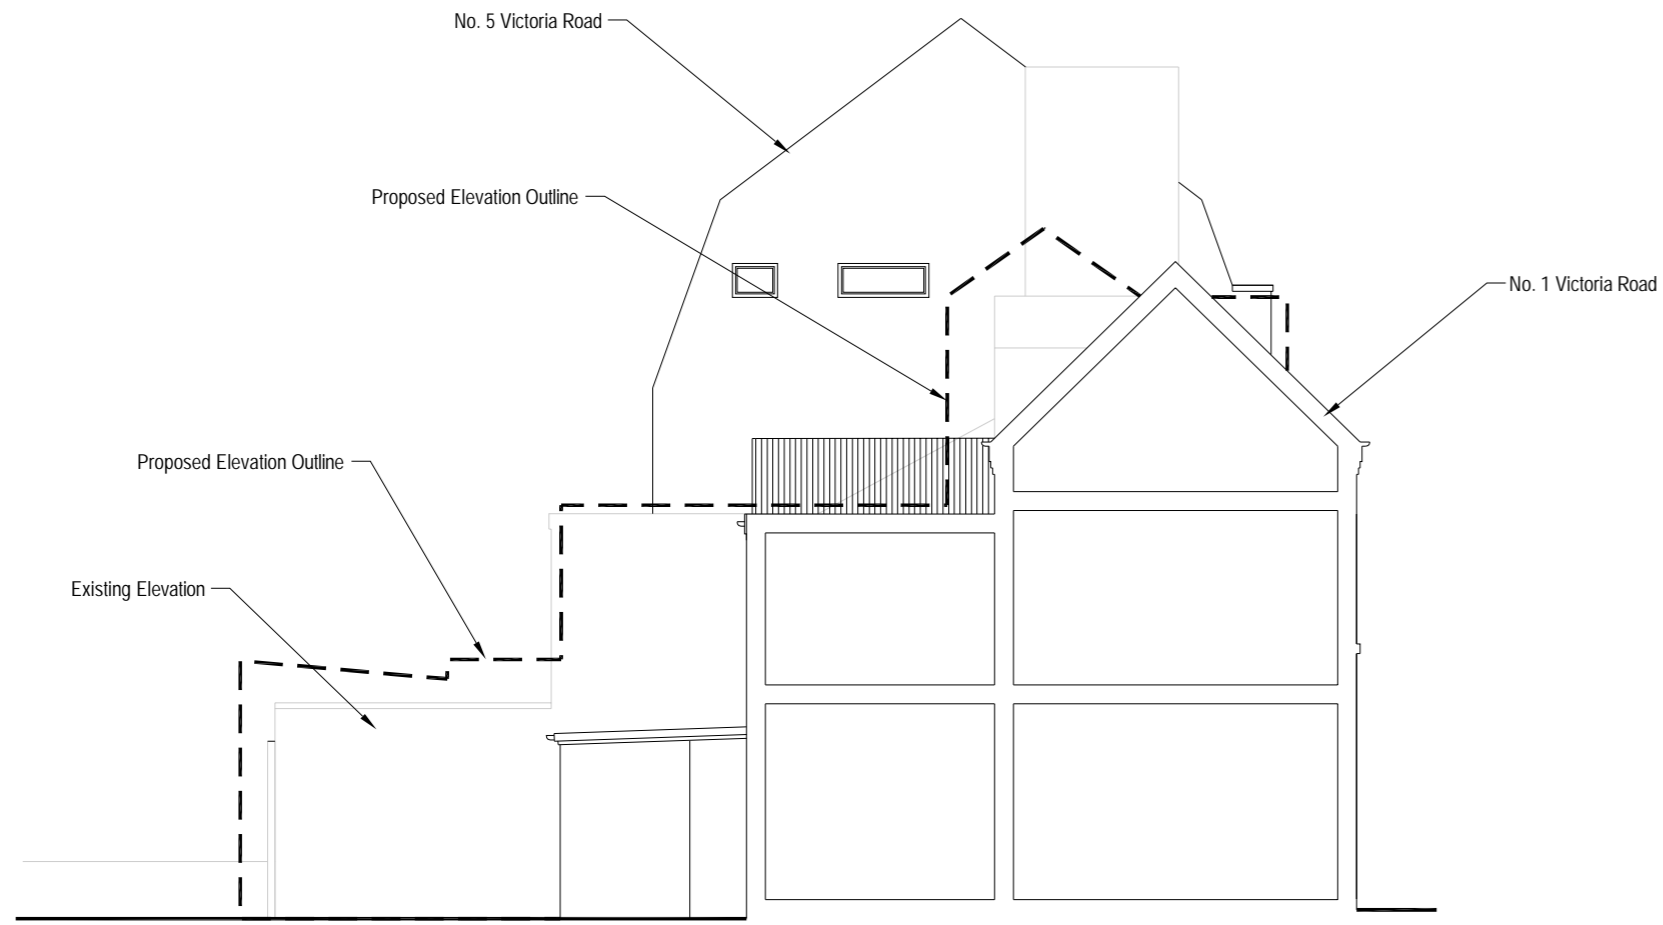 No. 5 Victoria Road
Proposed Elevation Outline
No. 1 Victoria Road
Proposed Elevation Outline
Existing Elevation